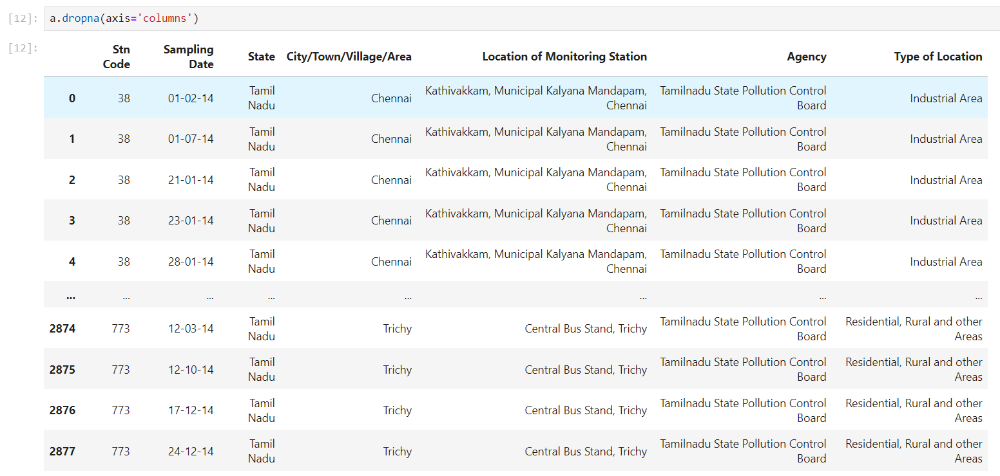 [12]: a.dropna(axis='columns')
[12]:
Stn Code Sampling Date State City/Town/Village/Area Location of Monitoring Station Agency Type of Location
0 38 01-02-14 Tamil Nadu Chennai Kathivakkam, Municipal Kalyana Mandapam, Chennai Tamilnadu State Pollution Control Board Industrial Area
1 38 01-07-14 Tamil Nadu Chennai Kathivakkam, Municipal Kalyana Mandapam, Chennai Tamilnadu State Pollution Control Board Industrial Area
2 38 21-01-14 Tamil Nadu Chennai Kathivakkam, Municipal Kalyana Mandapam, Chennai Tamilnadu State Pollution Control Board Industrial Area
3 38 23-01-14 Tamil Nadu Chennai Kathivakkam, Municipal Kalyana Mandapam, Chennai Tamilnadu State Pollution Control Board Industrial Area
4 38 28-01-14 Tamil Nadu Chennai Kathivakkam, Municipal Kalyana Mandapam, Chennai Tamilnadu State Pollution Control Board Industrial Area
... ... ... ... ... ... ... ...
2874 773 12-03-14 Tamil Nadu Trichy Central Bus Stand, Trichy Tamilnadu State Pollution Control Board Residential, Rural and other Areas
2875 773 12-10-14 Tamil Nadu Trichy Central Bus Stand, Trichy Tamilnadu State Pollution Control Board Residential, Rural and other Areas
2876 773 17-12-14 Tamil Nadu Trichy Central Bus Stand, Trichy Tamilnadu State Pollution Control Board Residential, Rural and other Areas
2877 773 24-12-14 Tamil Nadu Trichy Central Bus Stand, Trichy Tamilnadu State Pollution Control Board Residential, Rural and other Areas